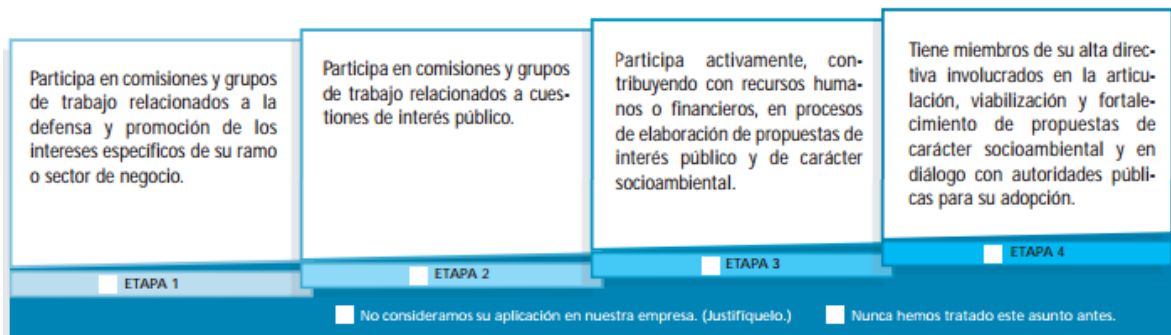 Participa en comisiones y grupos
de trabajo relacionados a la
defensa y promoción de los
intereses específicos de su ramo
o sector de negocio.
ETAPA 1
Participa en comisiones y grupos
de trabajo relacionados a cues-
tiones de interés público.
ETAPA 2
Participa activamente, con-
tribuyendo con recursos huma-
nos o financieros, en procesos
de elaboración de propuestas de
interés público y de carácter
socioambiental.
ETAPA 3
Tiene miembros de su alta direc-
tiva involucrados en la articu-
lación, viabilización y fortale-
cimiento de propuestas de
carácter socioambiental y en
diálogo con autoridades públi-
cas para su adopción.
ETAPA 4
No consideramos su aplicación en nuestra empresa. (Justifíquelo.)
Nunca hemos tratado este asunto antes.